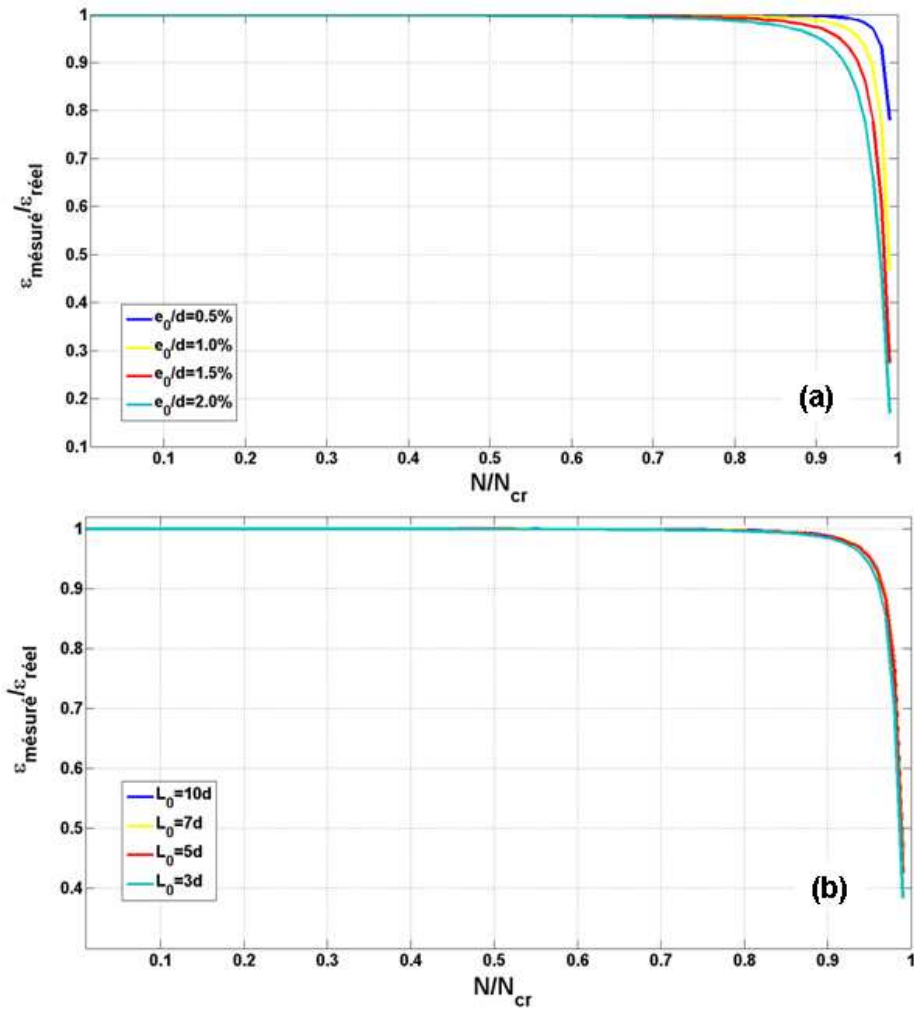 1
0.9
0.8
0.7
0.6
0.5
0.4
0.3
0.2
0.1
ε mésuré/ε réel
e0/d=0.5%
e0/d=1.0%
e0/d=1.5%
e0/d=2.0%
(a)
0.1 0.2 0.3 0.4 0.5 0.6 0.7 0.8 0.9 1
N/Ncr
1
0.9
0.8
0.7
0.6
0.5
0.4
ε mésuré/ε réel
L0=10d
L0=7d
L0=5d
L0=3d
(b)
0.1 0.2 0.3 0.4 0.5 0.6 0.7 0.8 0.9 1
N/Ncr